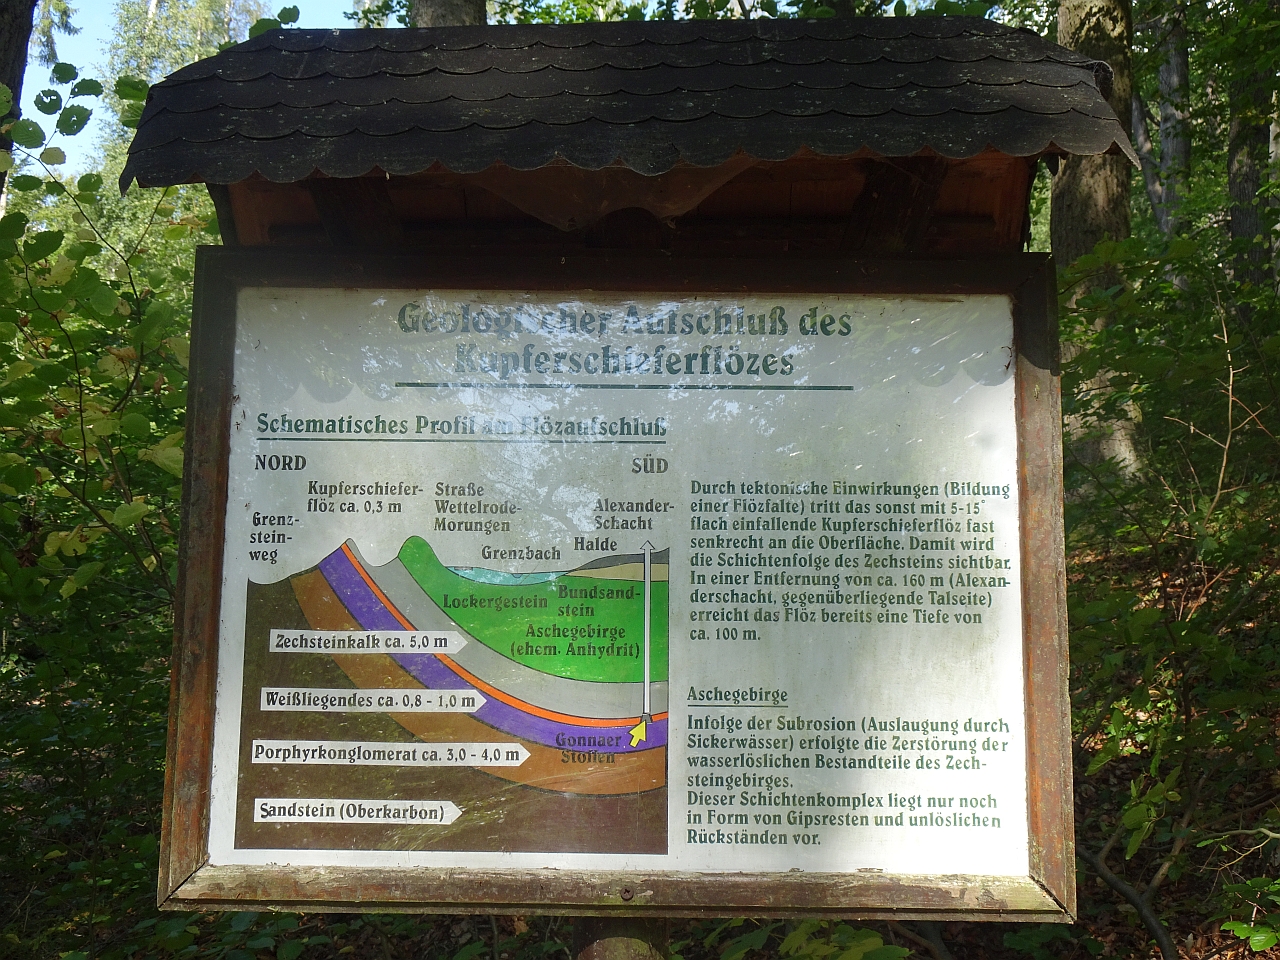 Geologischer Aufschluß des
Kupferschieferflözes
Schematisches Profil am Flözaufschluß
NORD
SÜD
Kupferschiefer-
flöz ca. 0,3 m
Straße
Wettelrode-
Morungen
Alexander-
Schacht
Grenz-
stein-
weg
Grenzbach
Halde
Lockergestein
Bundsand-
stein
Aschegebirge
(ehem. Anhydrit)
Zechsteinkalk ca. 5,0 m
Weißliegendes ca. 0,8 - 1,0 m
Porphyrkonglomerat ca. 3,0 - 4,0 m
Gonnaer
Stollen
Sandstein (Oberkarbon)
Durch tektonische Einwirkungen (Bildung
einer Flözfalte) tritt das sonst mit 5-15°
flach einfallende Kupferschieferflöz fast
senkrecht an die Oberfläche. Damit wird
die Schichtenfolge des Zechsteins sichtbar.
In einer Entfernung von ca. 160 m (Alexan-
derschacht, gegenüberliegende Talseite)
erreicht das Flöz bereits eine Tiefe von
ca. 100 m.
Aschegebirge
Infolge der Subrosion (Auslaugung durch
Sickerwässer) erfolgte die Zerstörung der
wasserlöslichen Bestandteile des Zech-
steingebirges.
Dieser Schichtenkomplex liegt nur noch
in Form von Gipsresten und unlöslichen
Rückständen vor.